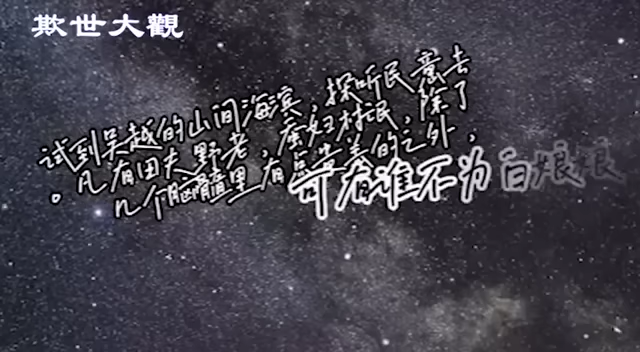 欺世大觀
试到吴越的山间海滨,探听民意去
。凡有田夫野老,蚕妇村氓,除了
几个脑髓里有点贵恙的之外,
可有谁不为白娘娘